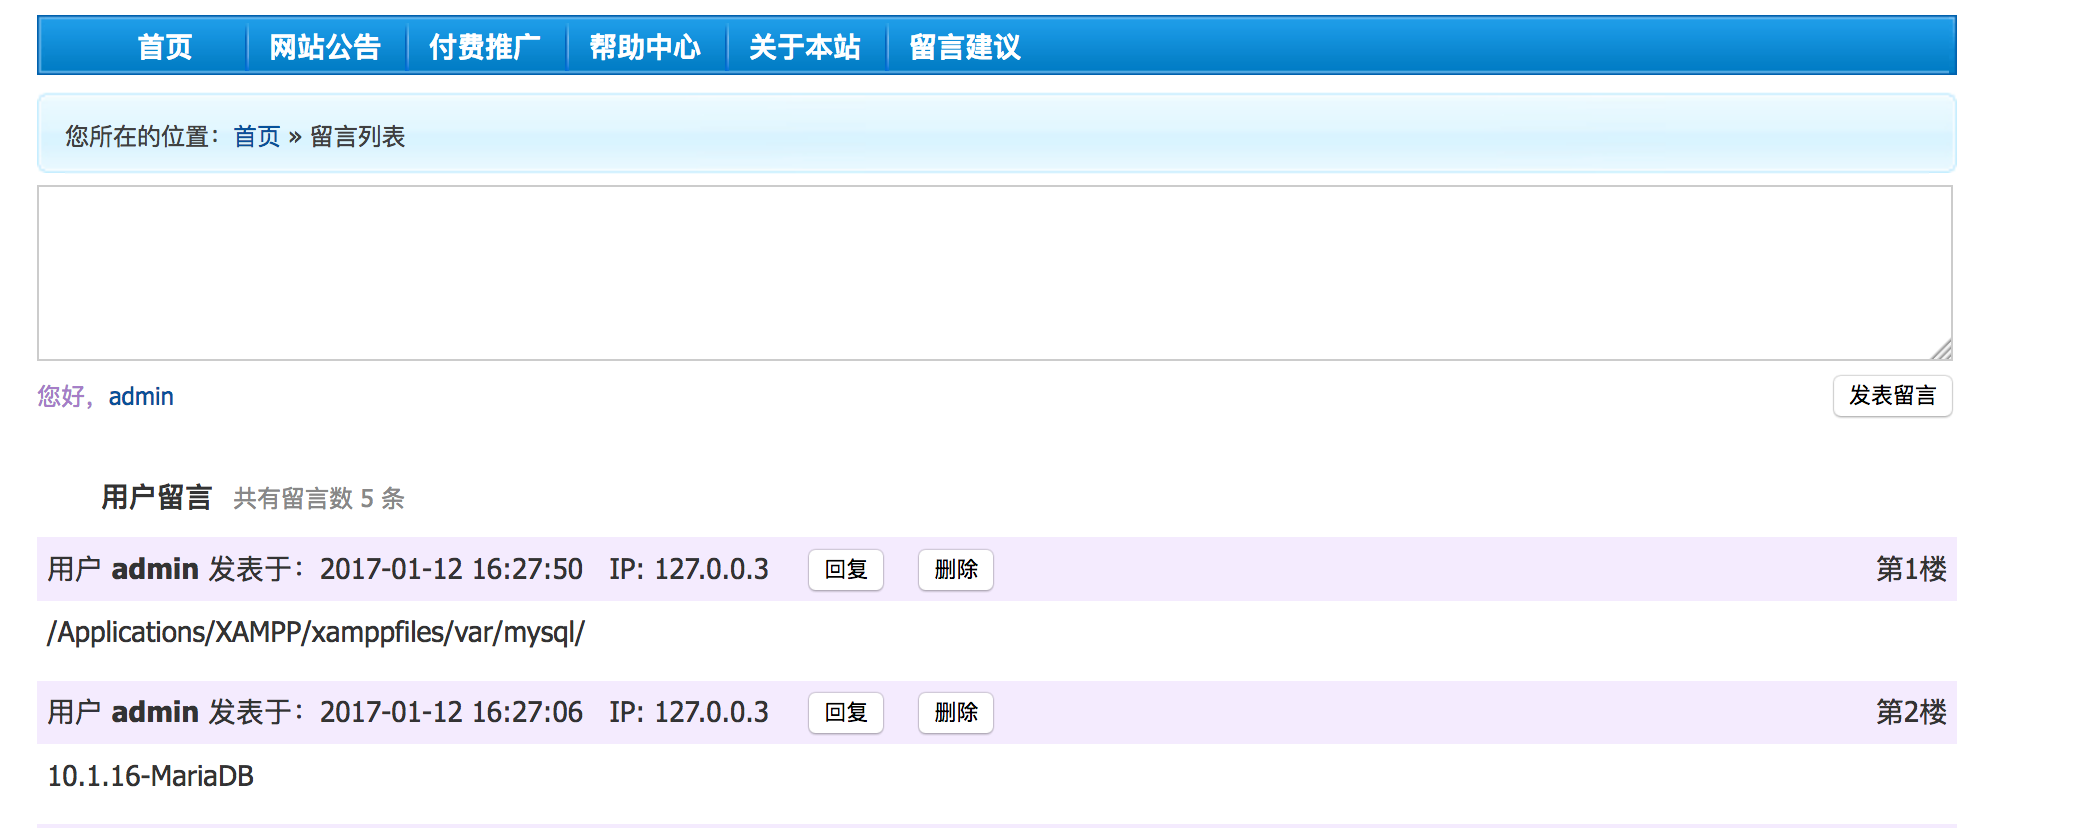 首页 网站公告 付费推广 帮助中心 关于本站 留言建议
您所在的位置：首页 » 留言列表
您好，admin 发表留言
用户留言 共有留言数 5 条
用户 admin 发表于：2017-01-12 16:27:50 IP: 127.0.0.3 回复 删除 第1楼
/Applications/XAMPP/xamppfiles/var/mysql/
用户 admin 发表于：2017-01-12 16:27:06 IP: 127.0.0.3 回复 删除 第2楼
10.1.16-MariaDB